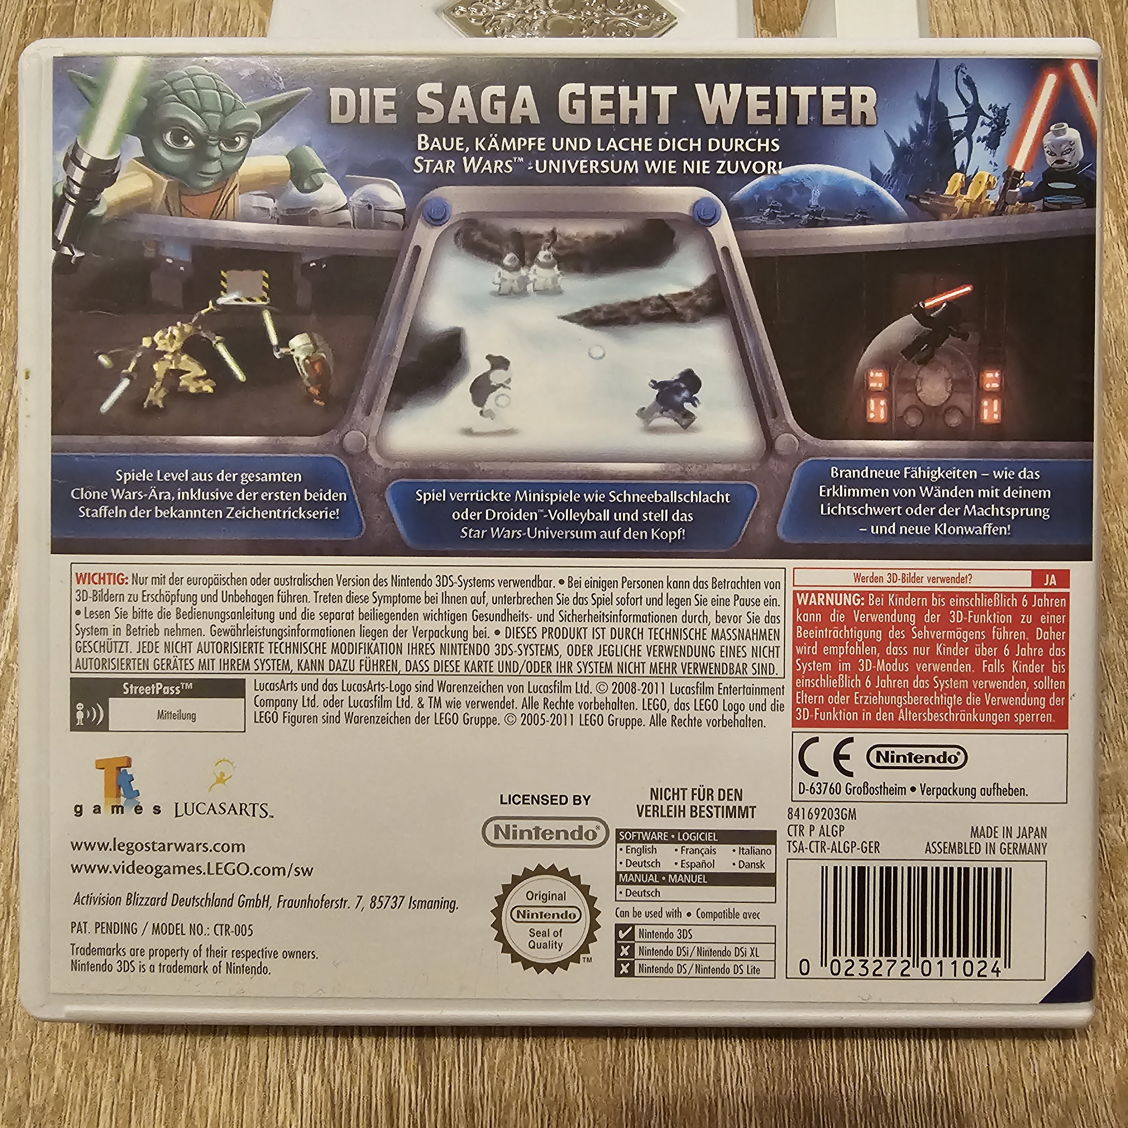 DIE SAGA GEHT WEITER
BAUE, KÄMPFE UND LACHE DICH DURCHS
STAR WARS™-UNIVERSUM WIE NIE ZUVOR!
Spiele Level aus der gesamten
Clone Wars-Ära, inklusive der ersten beiden
Staffeln der bekannten Zeichentrickserie!
Spiel verrückte Minispiele wie Schneeballschlacht
oder Droiden™-Volleyball und stell das
Star Wars-Universum auf den Kopf!
Brandneue Fähigkeiten – wie das
Erklimmen von Wänden mit deinem
Lichtschwert oder der Machtsprung
– und neue Klonwaffen!
WICHTIG: Nur mit der europäischen oder australischen Version des Nintendo 3DS-Systems verwendbar. • Bei einigen Personen kann das Betrachten von
3D-Bildern zu Erschöpfung und Unbehagen führen. Treten diese Symptome bei Ihnen auf, unterbrechen Sie das Spiel sofort und legen Sie eine Pause ein.
• Lesen Sie bitte die Bedienungsanleitung und die separat beiliegenden wichtigen Gesundheits- und Sicherheitsinformationen durch, bevor Sie das
System in Betrieb nehmen. Gewährleistungsinformationen liegen der Verpackung bei. • DIESES PRODUKT IST DURCH TECHNISCHE MASSNAHMEN
GESCHÜTZT. JEDE NICHT AUTORISIERTE TECHNISCHE MODIFIKATION IHRES NINTENDO 3DS-SYSTEMS, ODER JEGLICHE VERWENDUNG EINES NICHT
AUTORISIERTEN GERÄTES MIT IHREM SYSTEM, KANN DAZU FÜHREN, DASS DIESE KARTE UND/ODER IHR SYSTEM NICHT MEHR VERWENDBAR SIND.
Werden 3D-Bilder verwendet? JA
WARNUNG: Bei Kindern bis einschließlich 6 Jahren
kann die Verwendung der 3D-Funktion zu einer
Beeinträchtigung des Sehvermögens führen. Daher
wird empfohlen, dass nur Kinder über 6 Jahre das
System im 3D-Modus verwenden. Falls Kinder bis
einschließlich 6 Jahren das System verwenden, sollten
Eltern oder Erziehungsberechtigte die Verwendung der
3D-Funktion in den Altersbeschränkungen sperren.
StreetPass™
Mitteilung
LucasArts und das LucasArts-Logo sind Warenzeichen von Lucasfilm Ltd. © 2008-2011 Lucasfilm Entertainment
Company Ltd. oder Lucasfilm Ltd. & TM wie verwendet. Alle Rechte vorbehalten. LEGO, das LEGO Logo und die
LEGO Figuren sind Warenzeichen der LEGO Gruppe. © 2005-2011 LEGO Gruppe. Alle Rechte vorbehalten.
CE Nintendo
D-63760 Großostheim • Verpackung aufheben.
Tt
games LUCASARTS™
www.legostarwars.com
www.videogames.LEGO.com/sw
Activision Blizzard Deutschland GmbH, Fraunhoferstr. 7, 85737 Ismaning.
PAT. PENDING / MODEL NO.: CTR-005
Trademarks are property of their respective owners.
Nintendo 3DS is a trademark of Nintendo.
LICENSED BY
Nintendo®
Original
Nintendo
Seal of
Quality
TM
NICHT FÜR DEN
VERLEIH BESTIMMT
SOFTWARE • LOGICIEL
• English • Français • Italiano
• Deutsch • Español • Dansk
MANUAL • MANUEL
• Deutsch
Can be used with • Compatible avec
✓ Nintendo 3DS
✗ Nintendo DSi/Nintendo DSi XL
✗ Nintendo DS/Nintendo DS Lite
84169203GM
CTR P ALGP MADE IN JAPAN
TSA-CTR-ALGP-GER ASSEMBLED IN GERMANY
0 023272 011024